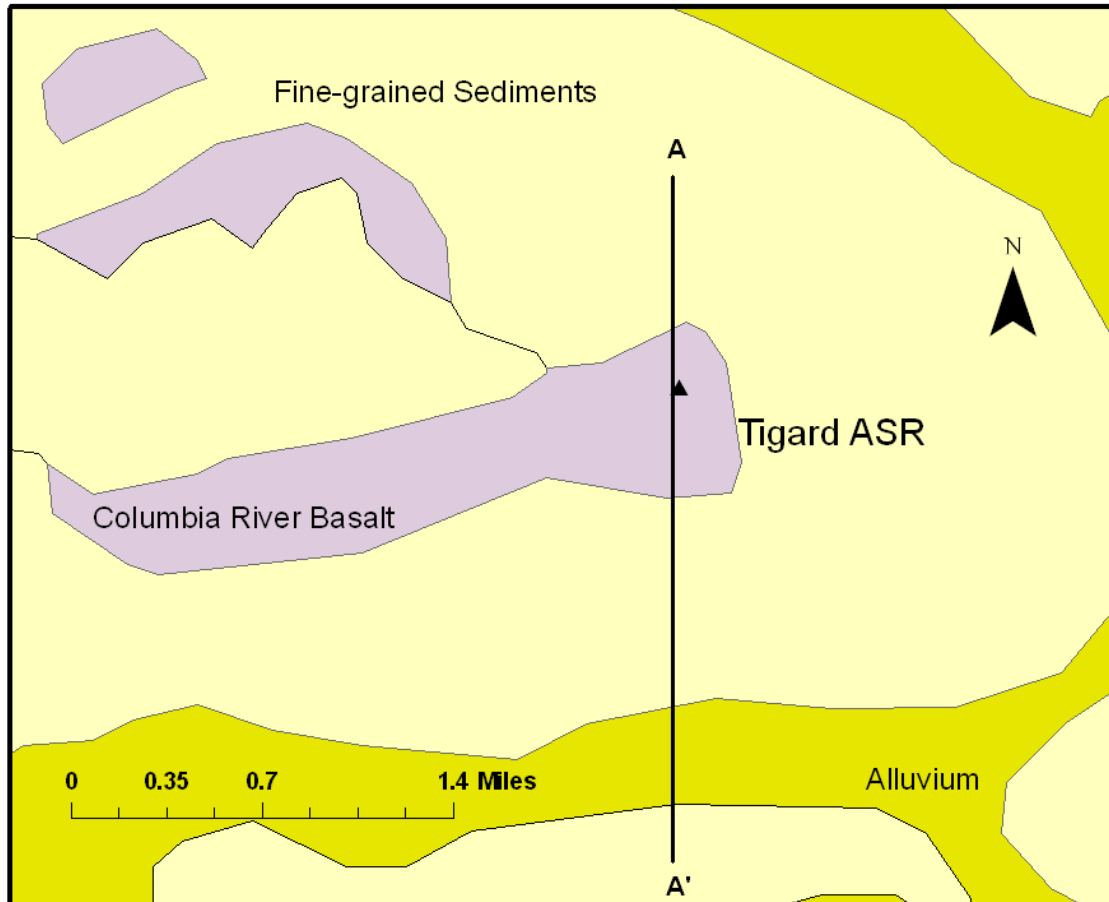 Fine-grained Sediments
A
N
Tigard ASR
Columbia River Basalt
0 0.35 0.7 1.4 Miles
Alluvium
A'